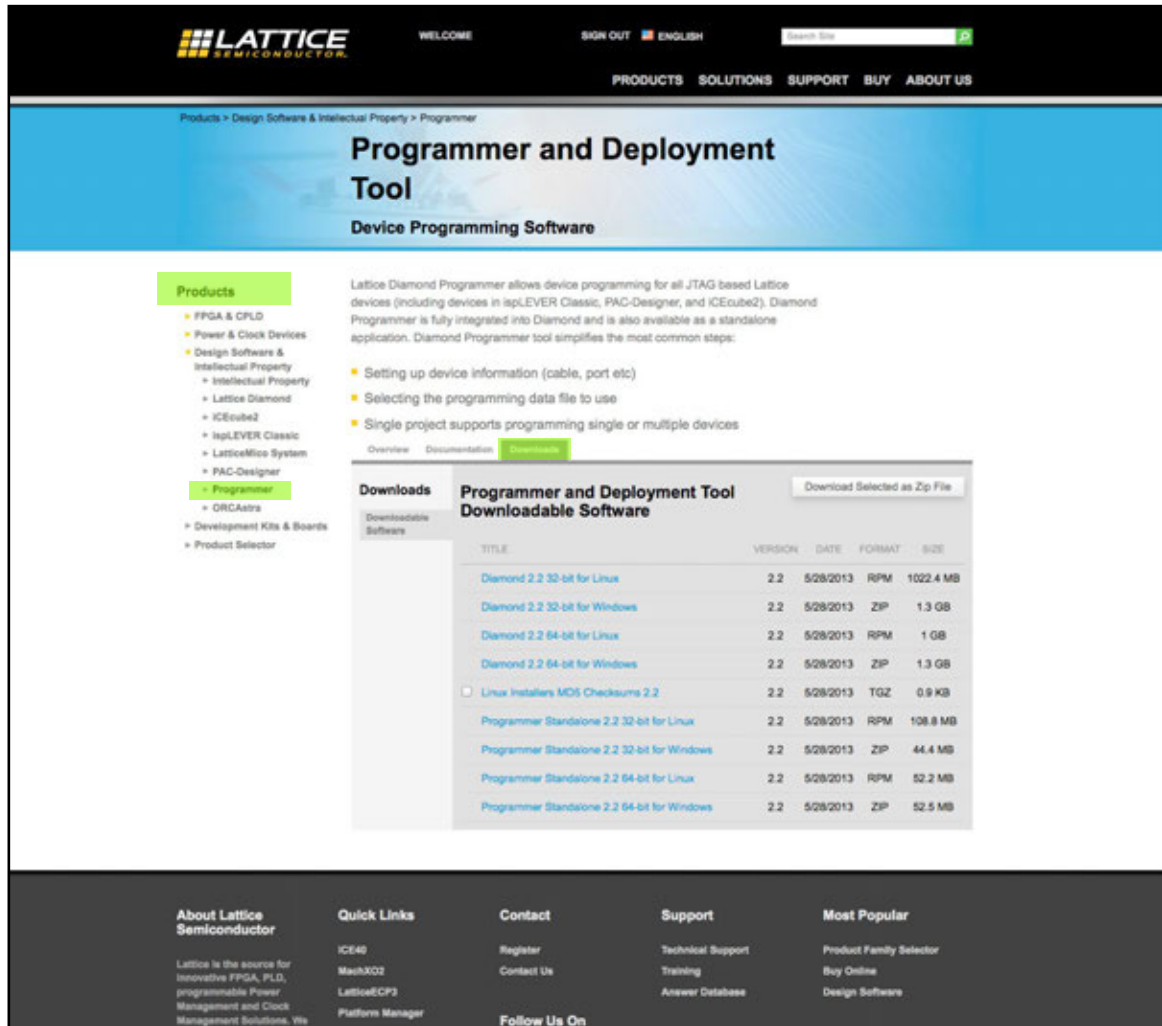 LATTICE
SEMICONDUCTOR.
WELCOME
SIGN OUT
ENGLISH
Search Site
PRODUCTS SOLUTIONS SUPPORT BUY ABOUT US
Products > Design Software & Intellectual Property > Programmer
Programmer and Deployment
Tool
Device Programming Software
Products
FPGA & CPLD
Power & Clock Devices
Design Software &
Intellectual Property
Intellectual Property
Lattice Diamond
iCEcube2
ispLEVER Classic
LatticeMico System
PAC-Designer
Programmer
ORCAstra
Development Kits & Boards
Product Selector
Lattice Diamond Programmer allows device programming for all JTAG based Lattice
devices (including devices in ispLEVER Classic, PAC-Designer, and iCEcube2). Diamond
Programmer is fully integrated into Diamond and is also available as a standalone
application. Diamond Programmer tool simplifies the most common steps:
Setting up device information (cable, port etc)
Selecting the programming data file to use
Single project supports programming single or multiple devices
Overview Documentation Downloads
Downloads
Downloadable
Software
Programmer and Deployment Tool
Downloadable Software
Download Selected as Zip File
TITLE VERSION DATE FORMAT SIZE
Diamond 2.2 32-bit for Linux 2.2 5/28/2013 RPM 1022.4 MB
Diamond 2.2 32-bit for Windows 2.2 5/28/2013 ZIP 1.3 GB
Diamond 2.2 64-bit for Linux 2.2 5/28/2013 RPM 1 GB
Diamond 2.2 64-bit for Windows 2.2 5/28/2013 ZIP 1.3 GB
Linux Installers MD5 Checksums 2.2 2.2 5/28/2013 TGZ 0.9 KB
Programmer Standalone 2.2 32-bit for Linux 2.2 5/28/2013 RPM 108.8 MB
Programmer Standalone 2.2 32-bit for Windows 2.2 5/28/2013 ZIP 44.4 MB
Programmer Standalone 2.2 64-bit for Linux 2.2 5/28/2013 RPM 52.2 MB
Programmer Standalone 2.2 64-bit for Windows 2.2 5/28/2013 ZIP 52.5 MB
About Lattice
Semiconductor
Lattice is the source for
innovative FPGA, PLD,
programmable Power
Management and Clock
Management Solutions. We
Quick Links
iCE40
MachXO2
LatticeECP3
Platform Manager
Contact
Register
Contact Us
Follow Us On
Support
Technical Support
Training
Answer Database
Most Popular
Product Family Selector
Buy Online
Design Software